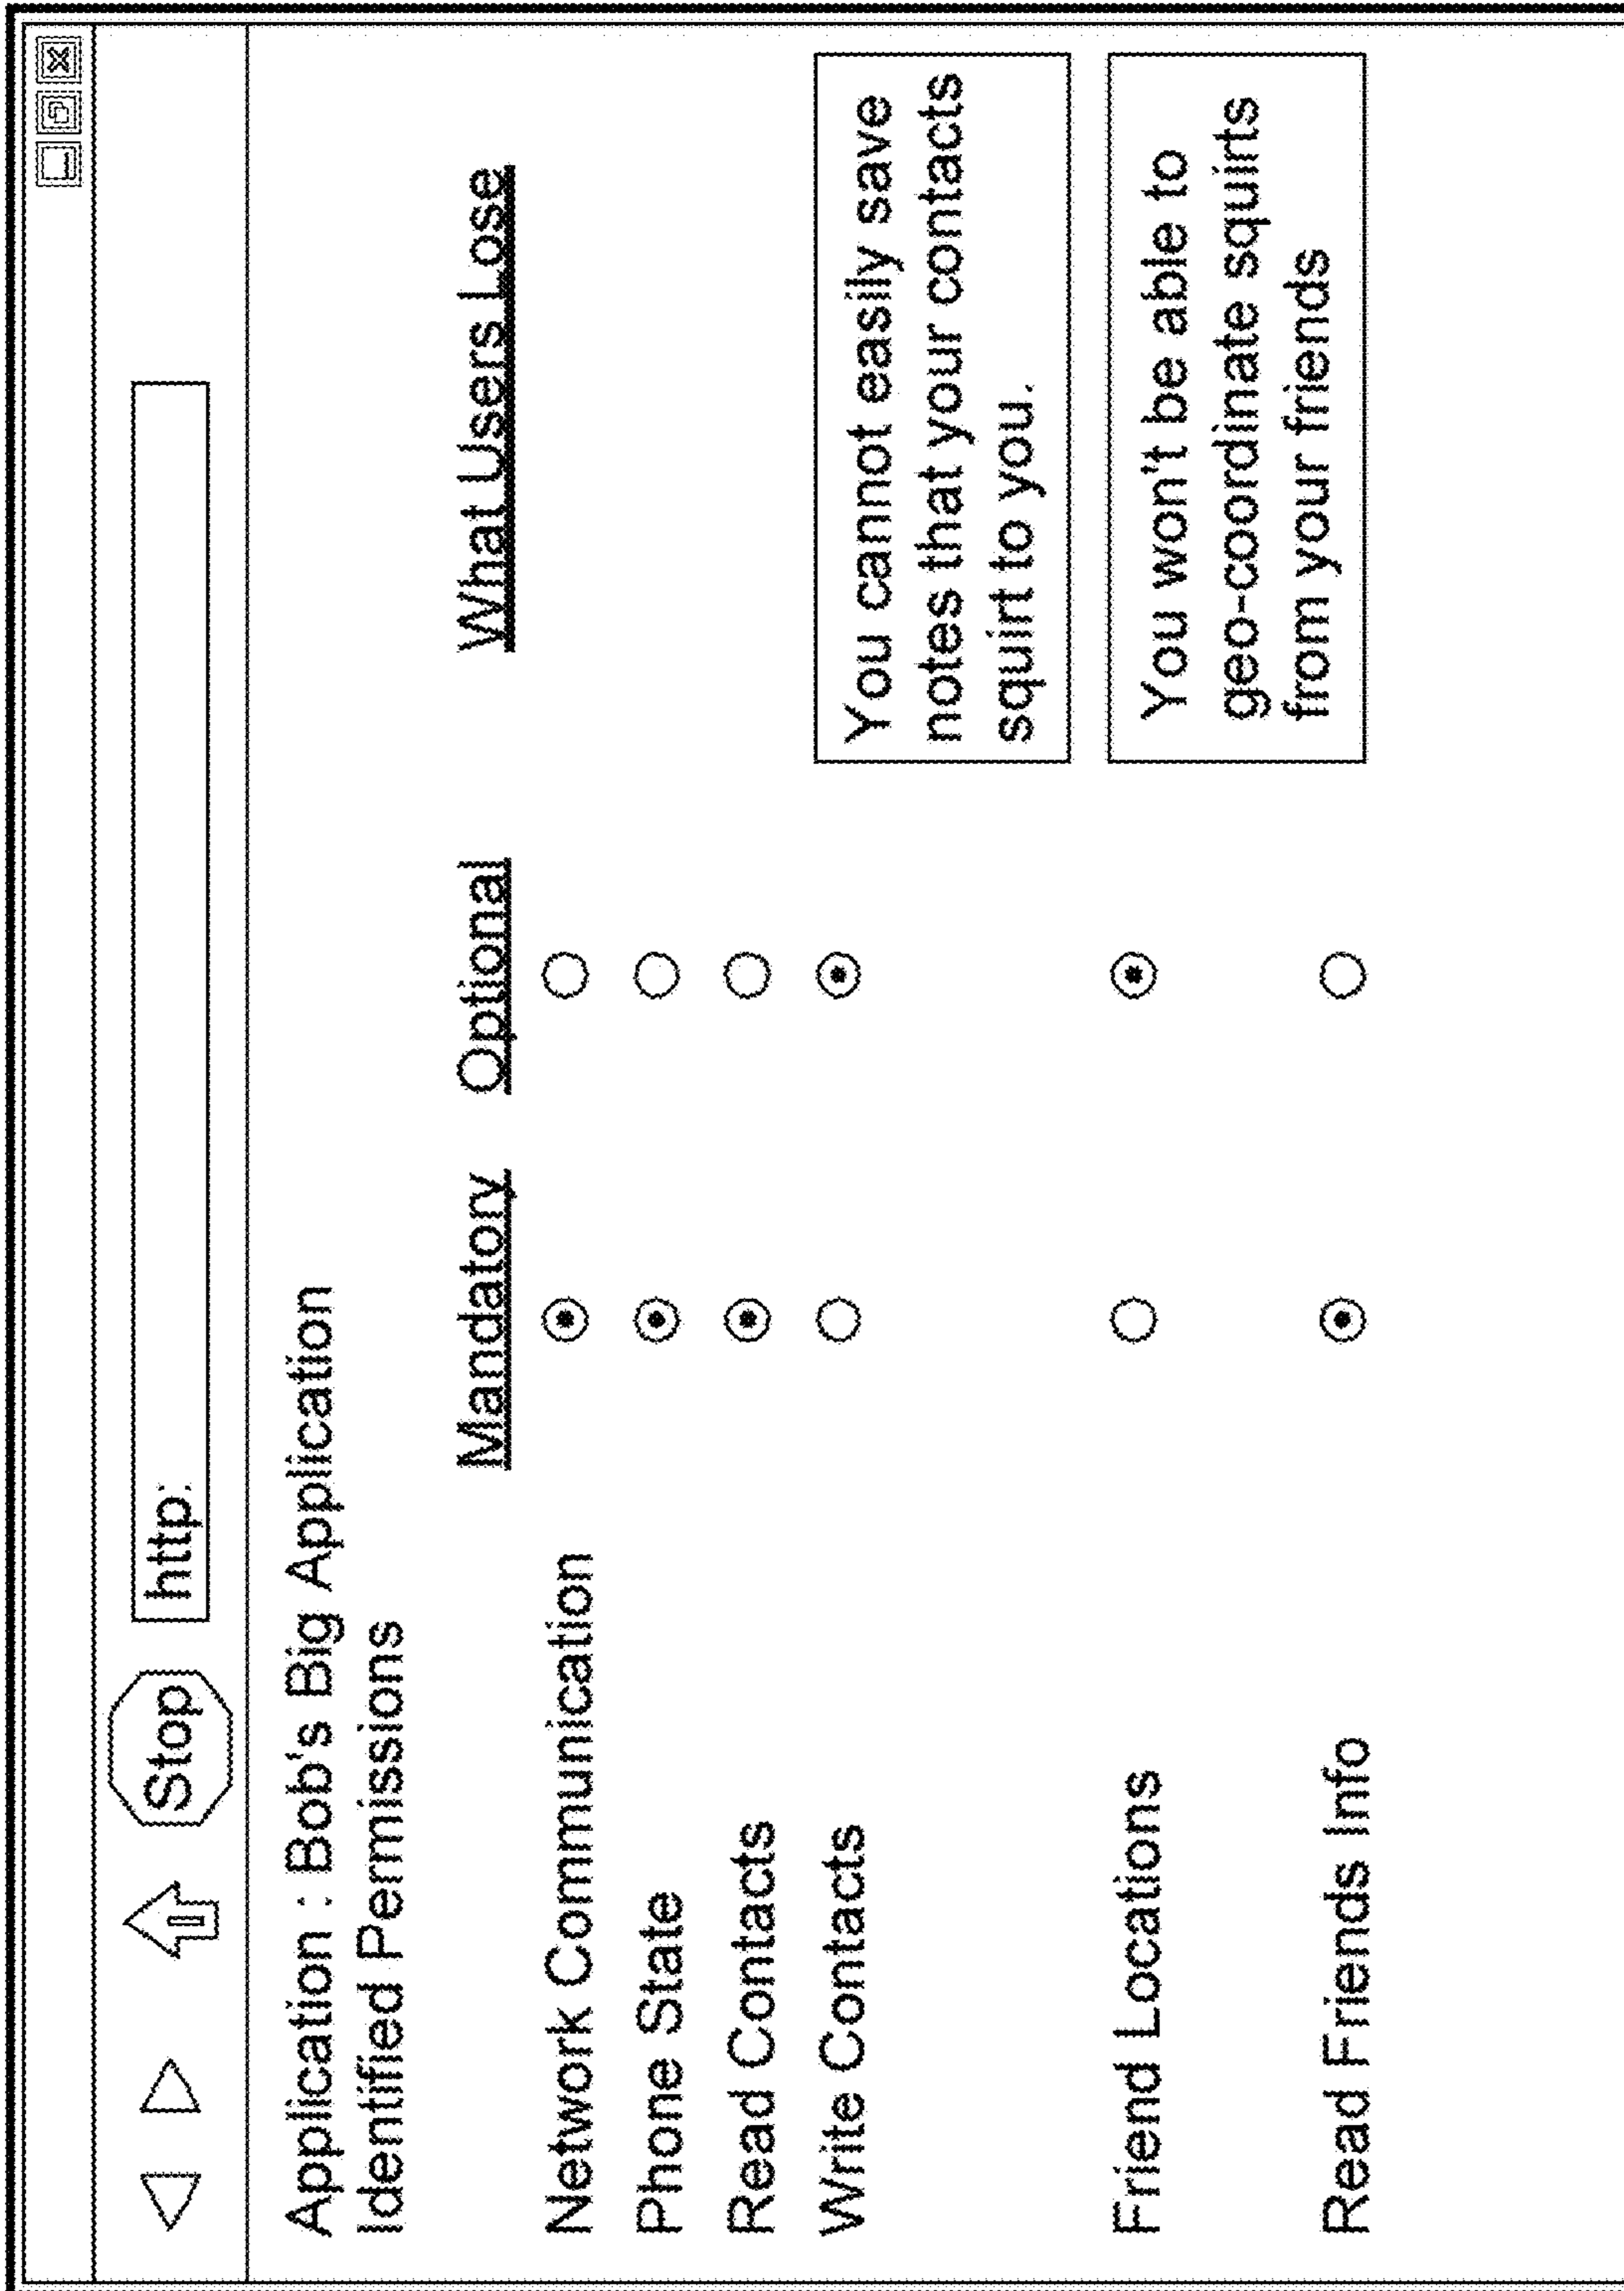 Stop http:
Application : Bob's Big Application
Identified Permissions
Mandatory Optional What Users Lose
Network Communication
Phone State
Read Contacts
Write Contacts You cannot easily save
notes that your contacts
squirt to you.
Friend Locations You won't be able to
geo-coordinate squirts
from your friends
Read Friends Info